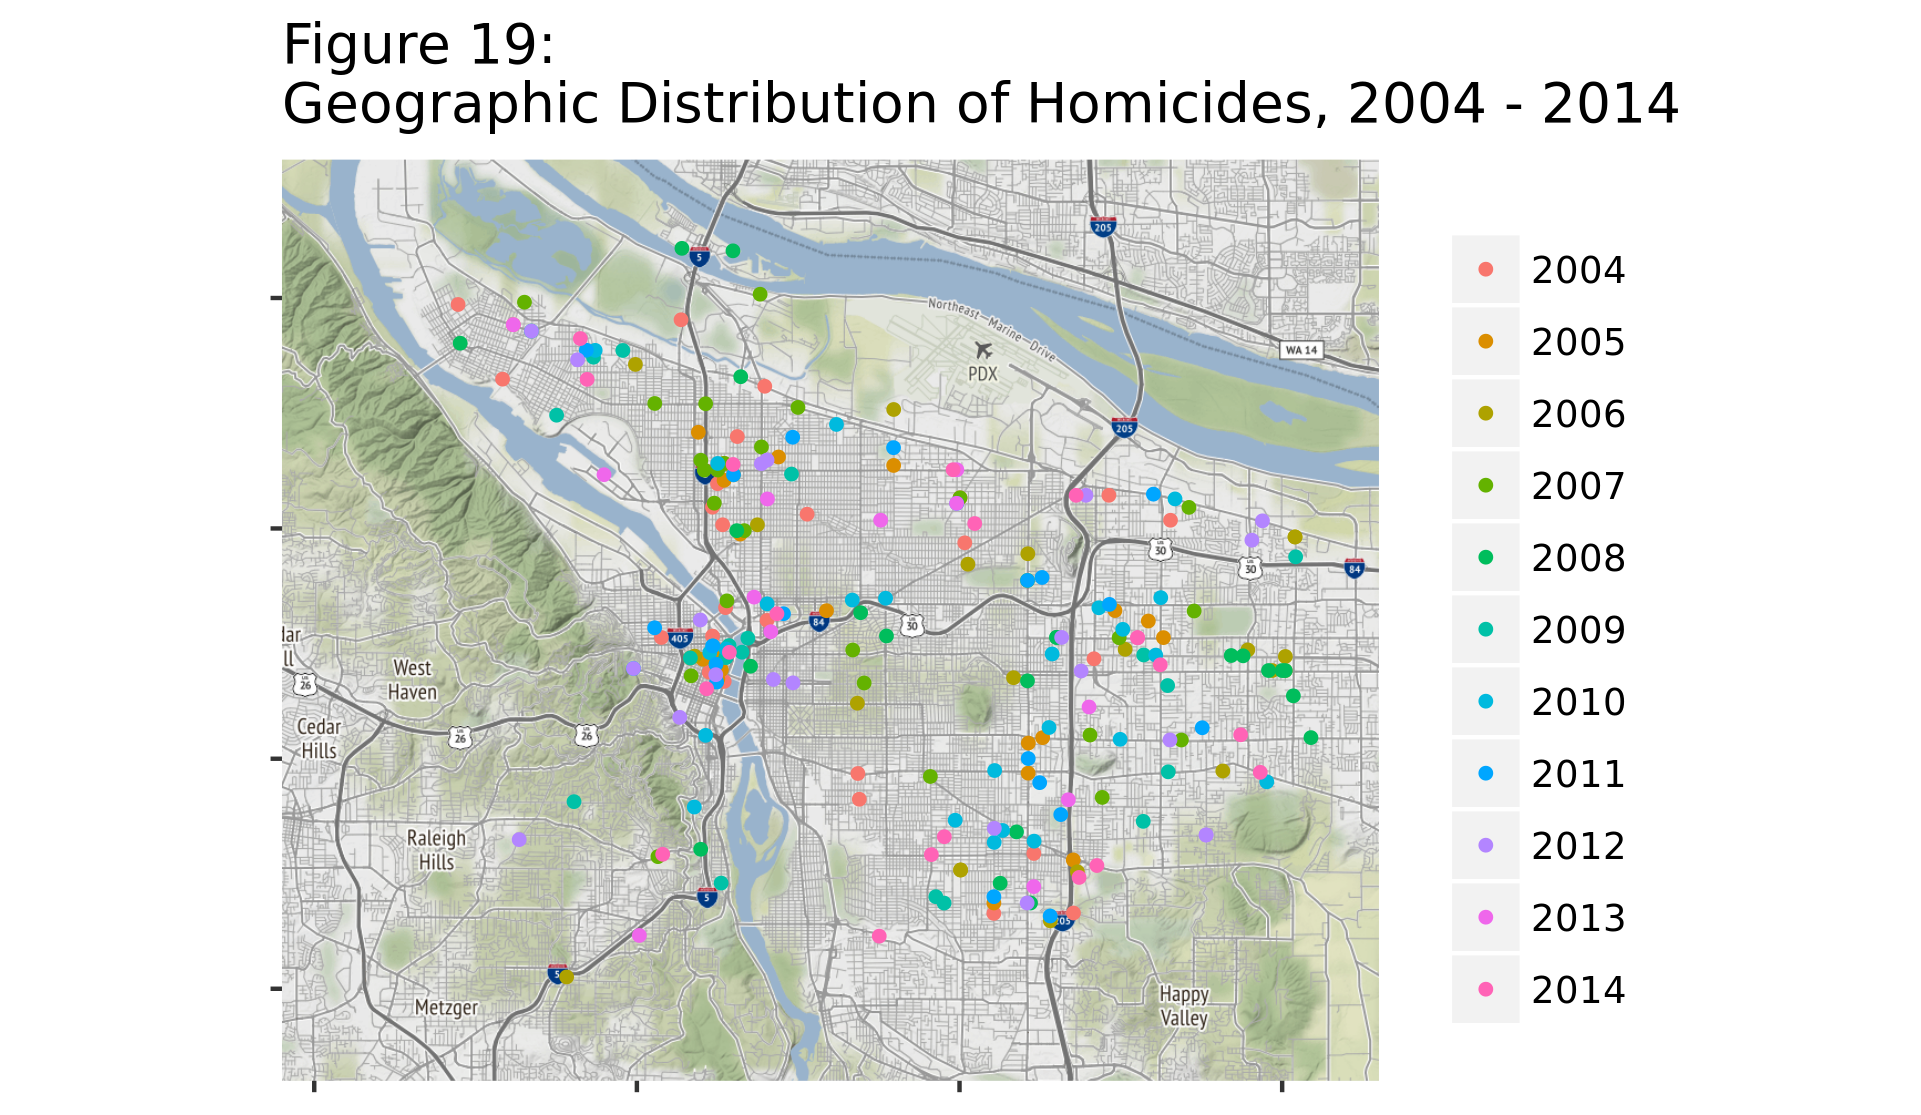 Figure 19:
Geographic Distribution of Homicides, 2004 - 2014
205
5
Northeast Marine Drive
WA 14
PDX
205
30
30
84
84
30
405
West
Haven
26
Cedar
Hills
26
26
Raleigh
Hills
5
205
5
Metzger
Happy
Valley
2004
2005
2006
2007
2008
2009
2010
2011
2012
2013
2014